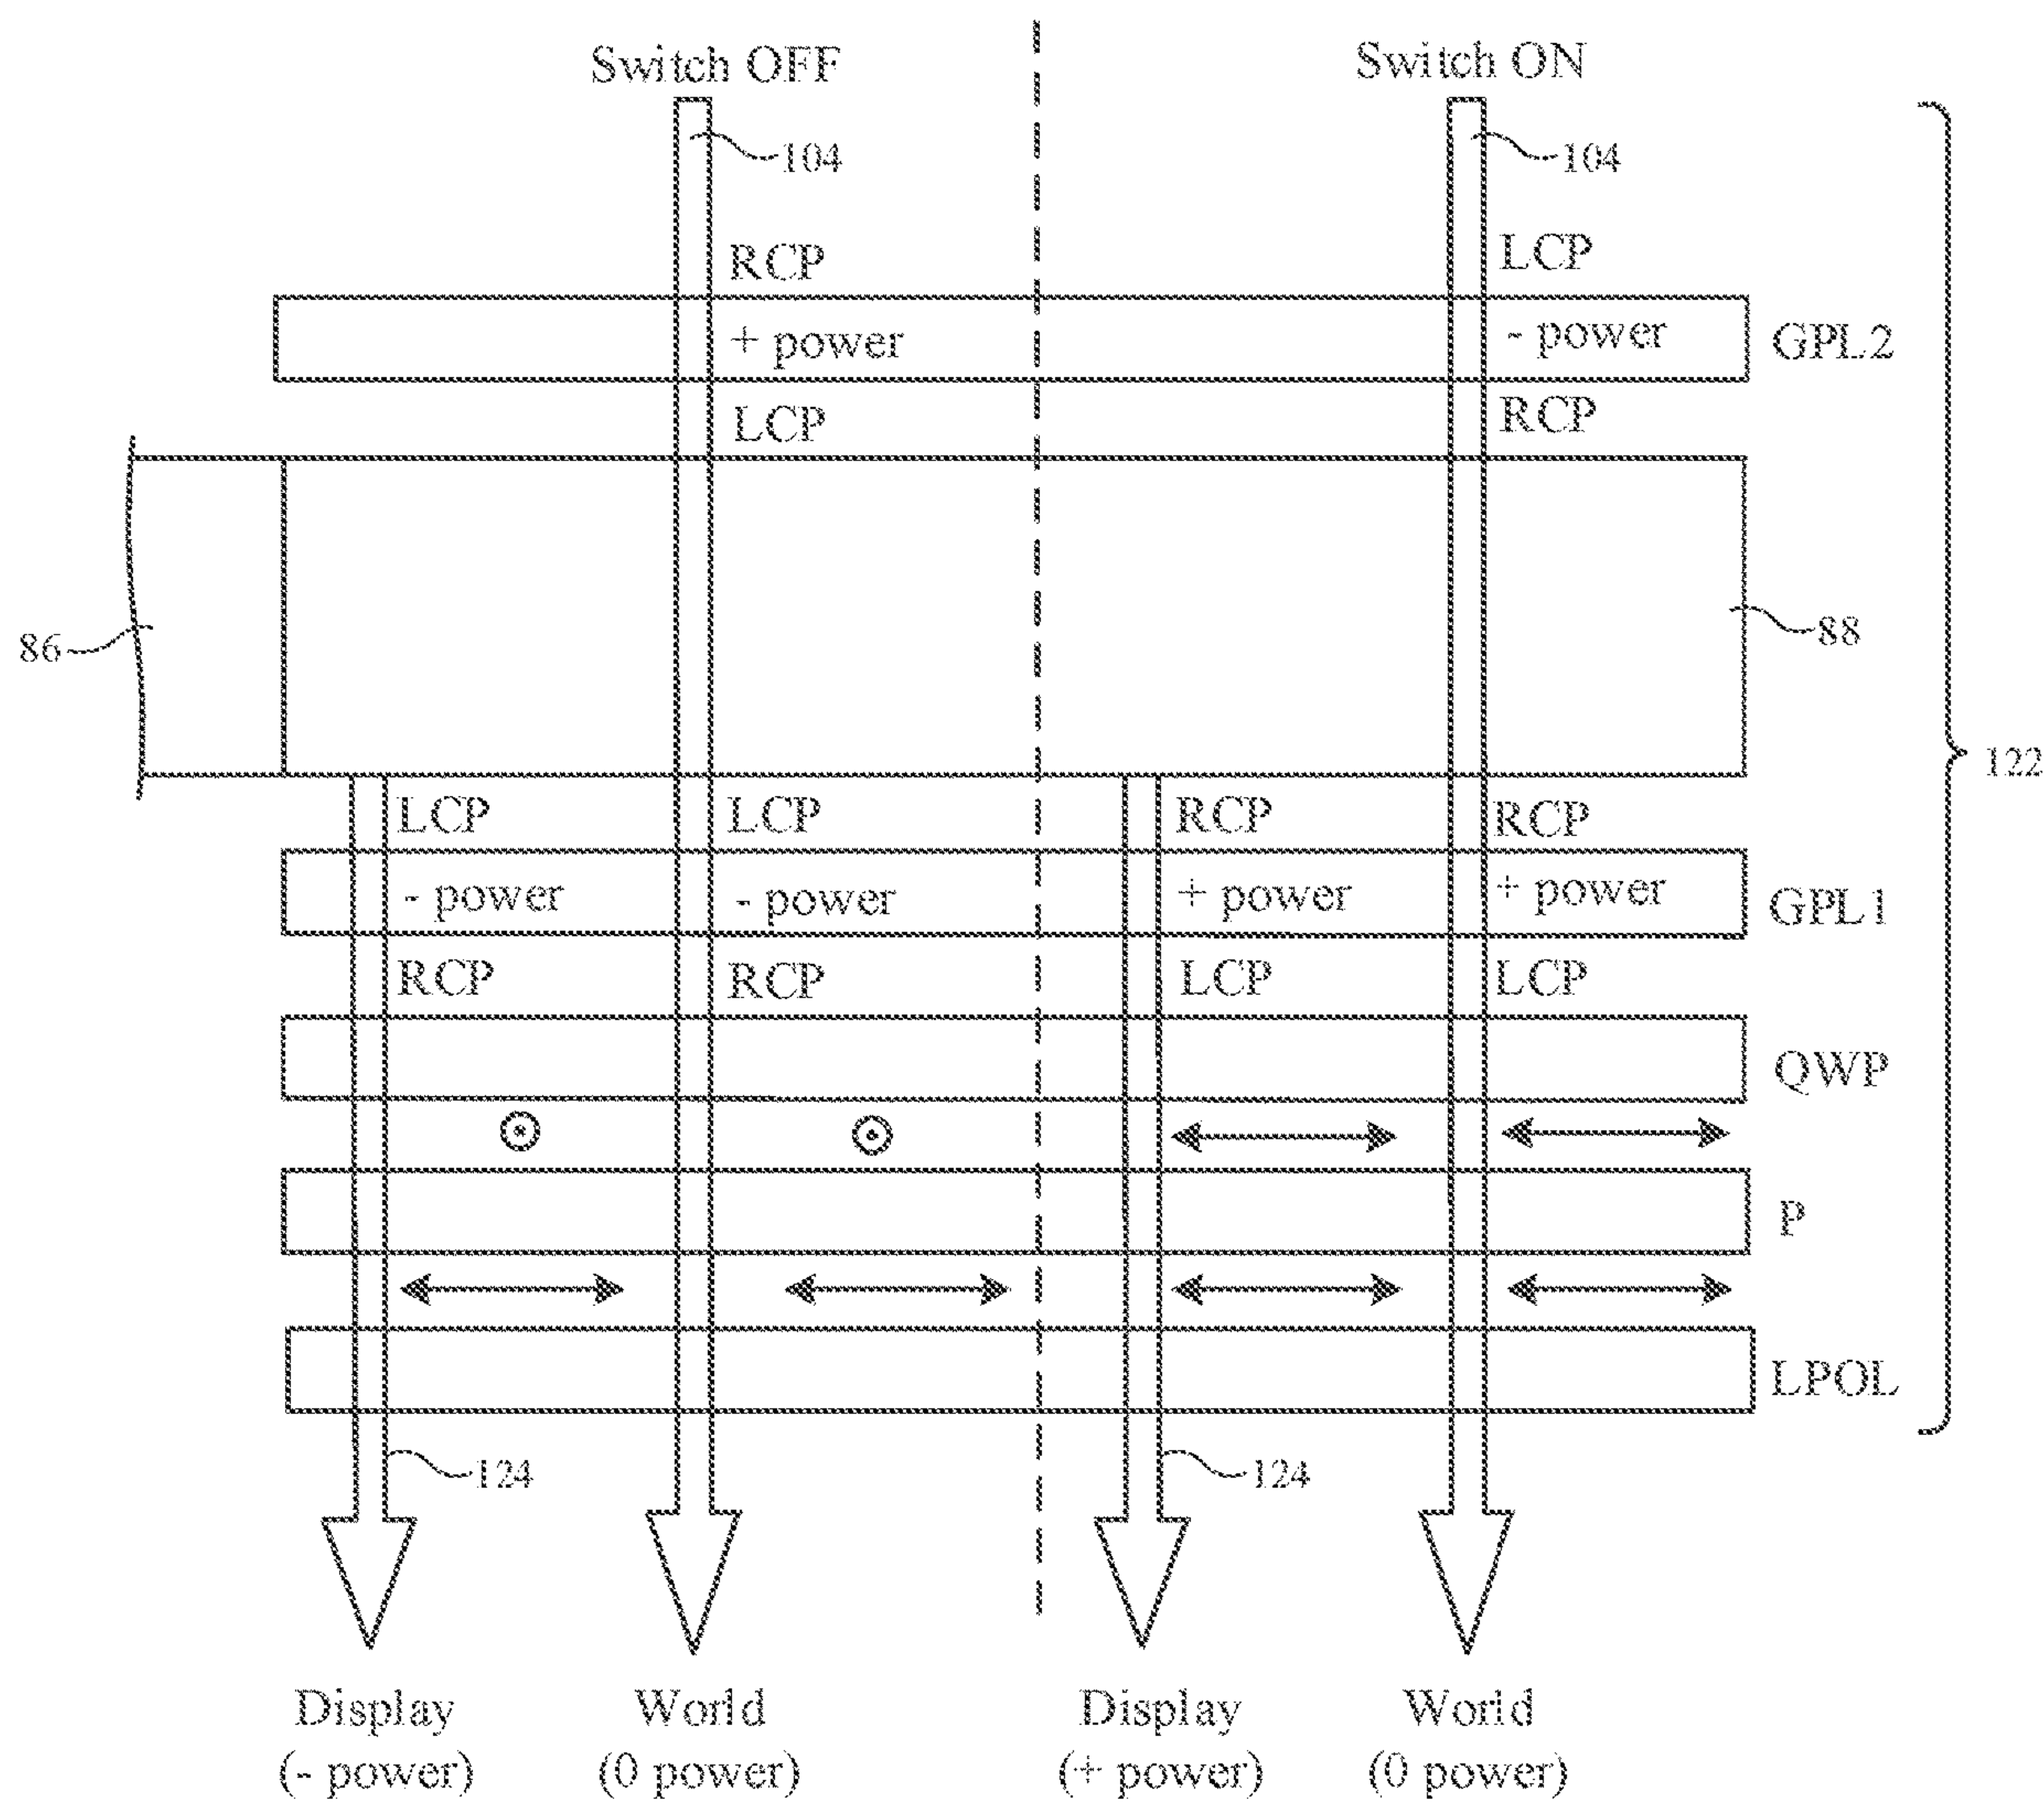 Switch OFF
Switch ON
104
104
RCP
LCP
+ power
- power
GPL2
LCP
RCP
86
88
122
LCP
LCP
RCP
RCP
- power
- power
+ power
+ power
GPL1
RCP
RCP
LCP
LCP
QWP
P
LPOL
124
124
Display
World
Display
World
(- power)
(0 power)
(+ power)
(0 power)